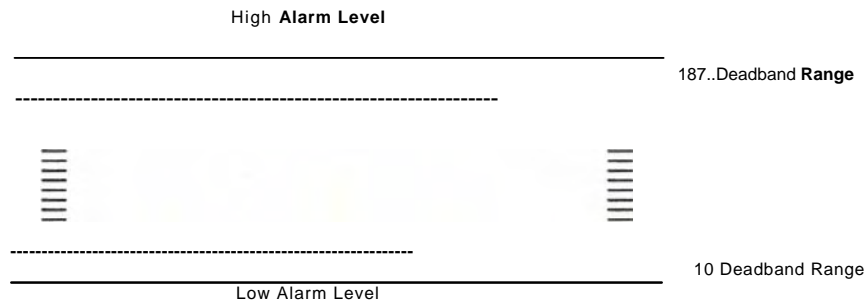 High Alarm Level
187..Deadband Range
10 Deadband Range
Low Alarm Level